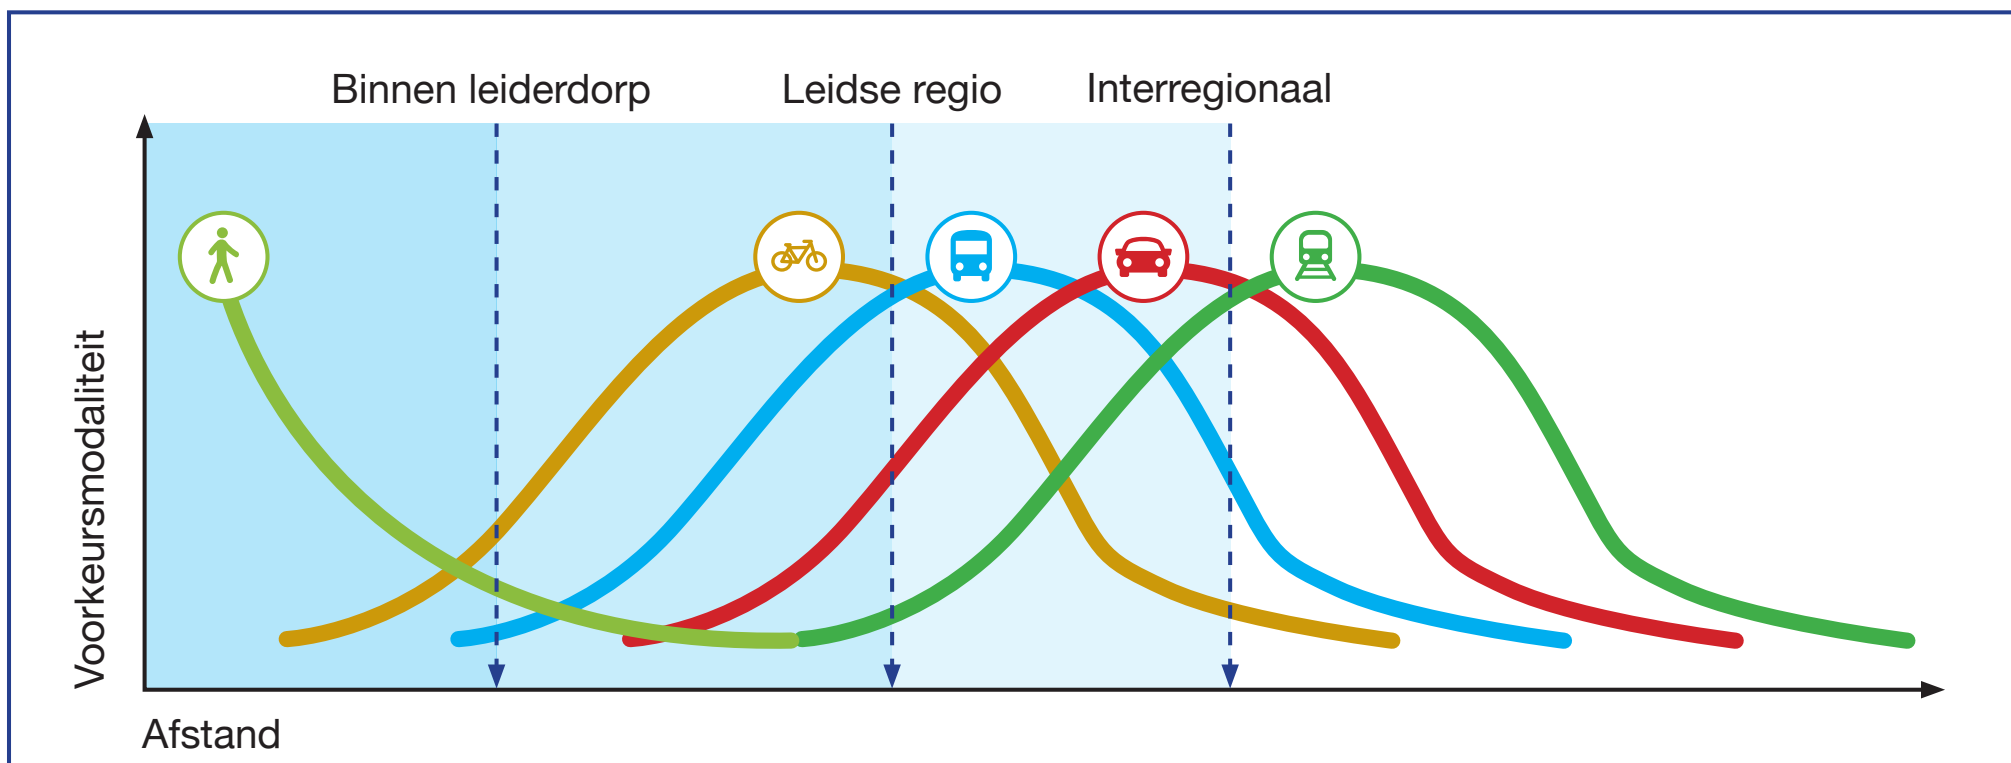 Binnen leiderdorp
Leidse regio
Interregionaal
Voorkeursmodaliteit
Afstand